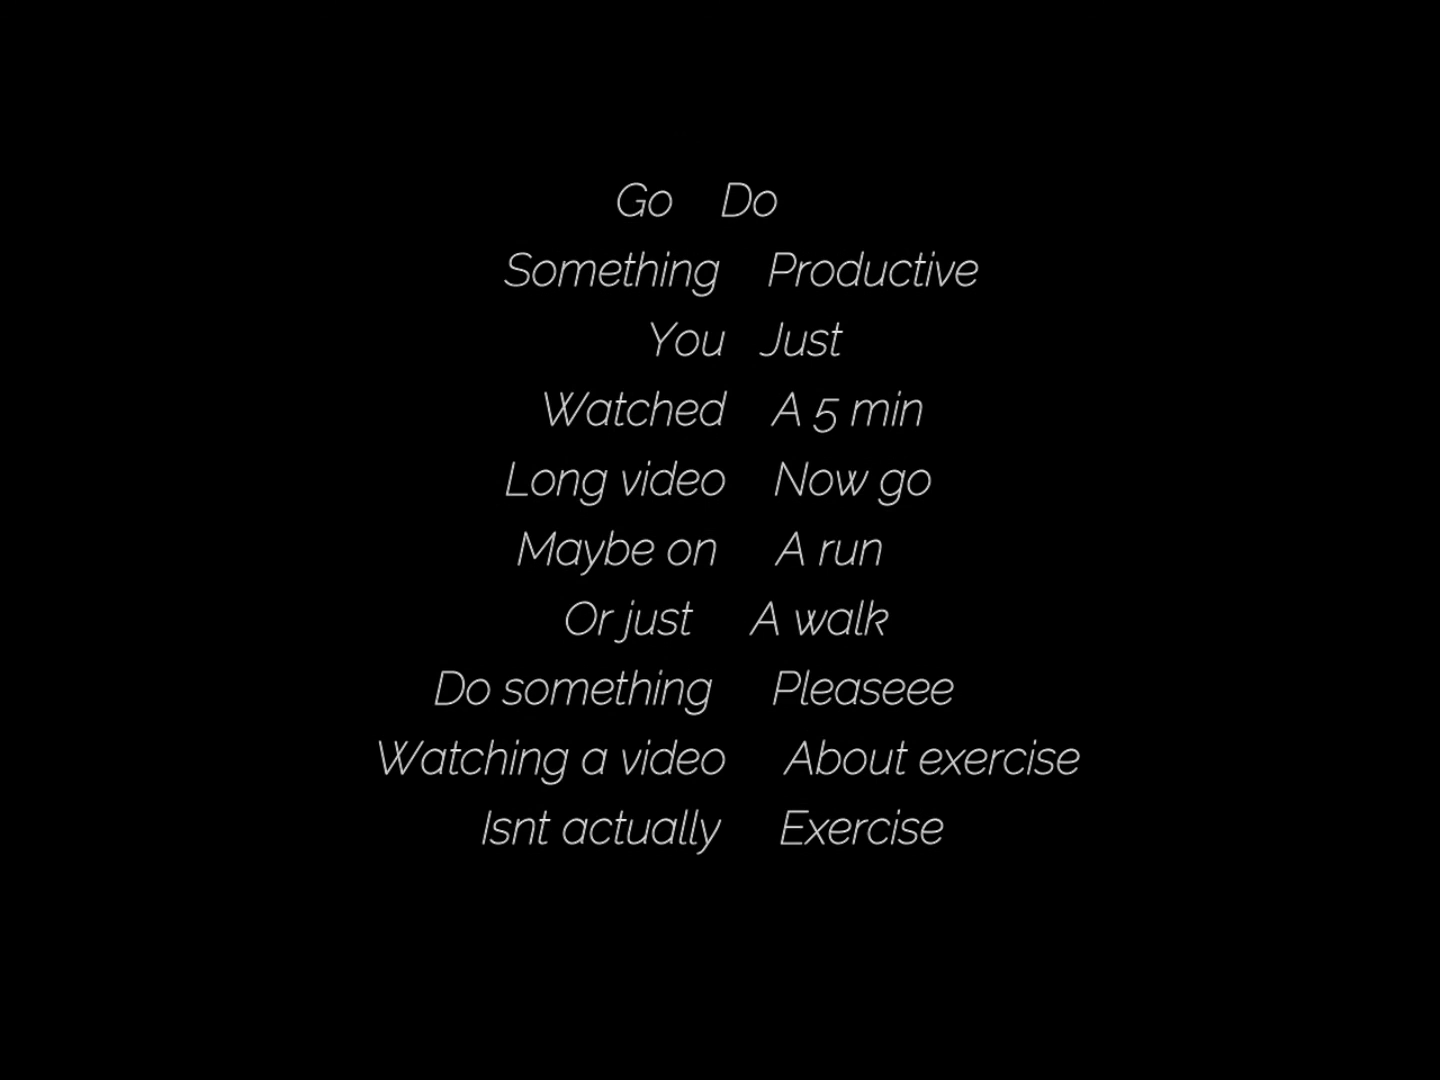 Go Do
Something Productive
You Just
Watched A 5 min
Long video Now go
Maybe on A run
Or just A walk
Do something Pleaseee
Watching a video About exercise
Isnt actually Exercise